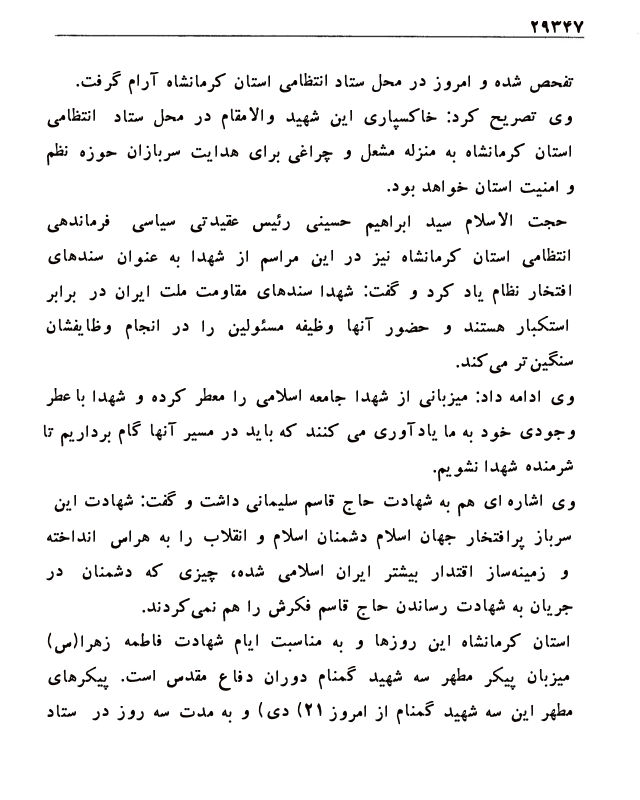 ۲۹۳۴۷
تفحص شده و امروز در محل ستاد انتظامی استان کرمانشاه آرام گرفت.
وی تصریح کرد: خاکسپاری این شهید والامقام در محل ستاد انتظامی
استان کرمانشاه به منزله مشعل و چراغی برای هدایت سربازان حوزه نظم
و امنیت استان خواهد بود.
حجت الاسلام سید ابراهیم حسینی رئیس عقیدتی سیاسی فرماندهی
انتظامی استان کرمانشاه نیز در این مراسم از شهدا به عنوان سندهای
افتخار نظام یاد کرد و گفت: شهدا سندهای مقاومت ملت ایران در برابر
استکبار هستند و حضور آنها وظیفه مسئولین را در انجام وظایفشان
سنگین‌تر می‌کند.
وی ادامه داد: میزبانی از شهدا جامعه اسلامی را معطر کرده و شهدا با عطر
وجودی خود به ما یادآوری می کنند که باید در مسیر آنها گام برداریم تا
شرمنده شهدا نشویم.
وی اشاره ای هم به شهادت حاج قاسم سلیمانی داشت و گفت: شهادت این
سرباز پرافتخار جهان اسلام دشمنان اسلام و انقلاب را به هراس انداخته
و زمینه‌ساز اقتدار بیشتر ایران اسلامی شده، چیزی که دشمنان در
جریان به شهادت رساندن حاج قاسم فکرش را هم نمی‌کردند.
استان کرمانشاه این روزها و به مناسبت ایام شهادت فاطمه زهرا(س)
میزبان پیکر مطهر سه شهید گمنام دوران دفاع مقدس است. پیکرهای
مطهر این سه شهید گمنام از امروز ۲۱) دی) و به مدت سه روز در ستاد